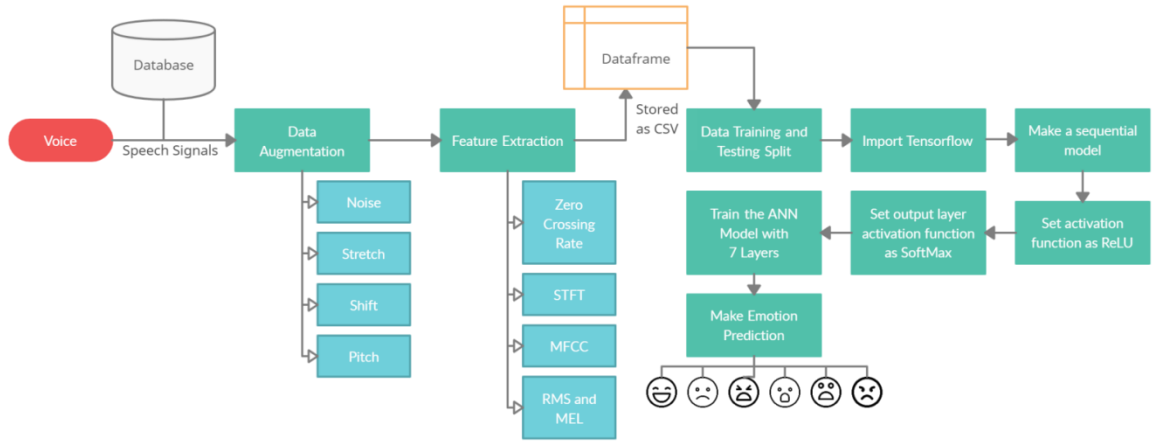 Database
Voice
Speech Signals
Data
Augmentation
Noise
Stretch
Shift
Pitch
Feature Extraction
Zero
Crossing
Rate
STFT
MFCC
RMS and
MEL
Dataframe
Stored
as CSV
Data Training and
Testing Split
Import Tensorflow
Make a sequential
model
Set activation
function as ReLU
Set output layer
activation function
as SoftMax
Train the ANN
Model with
7 Layers
Make Emotion
Prediction